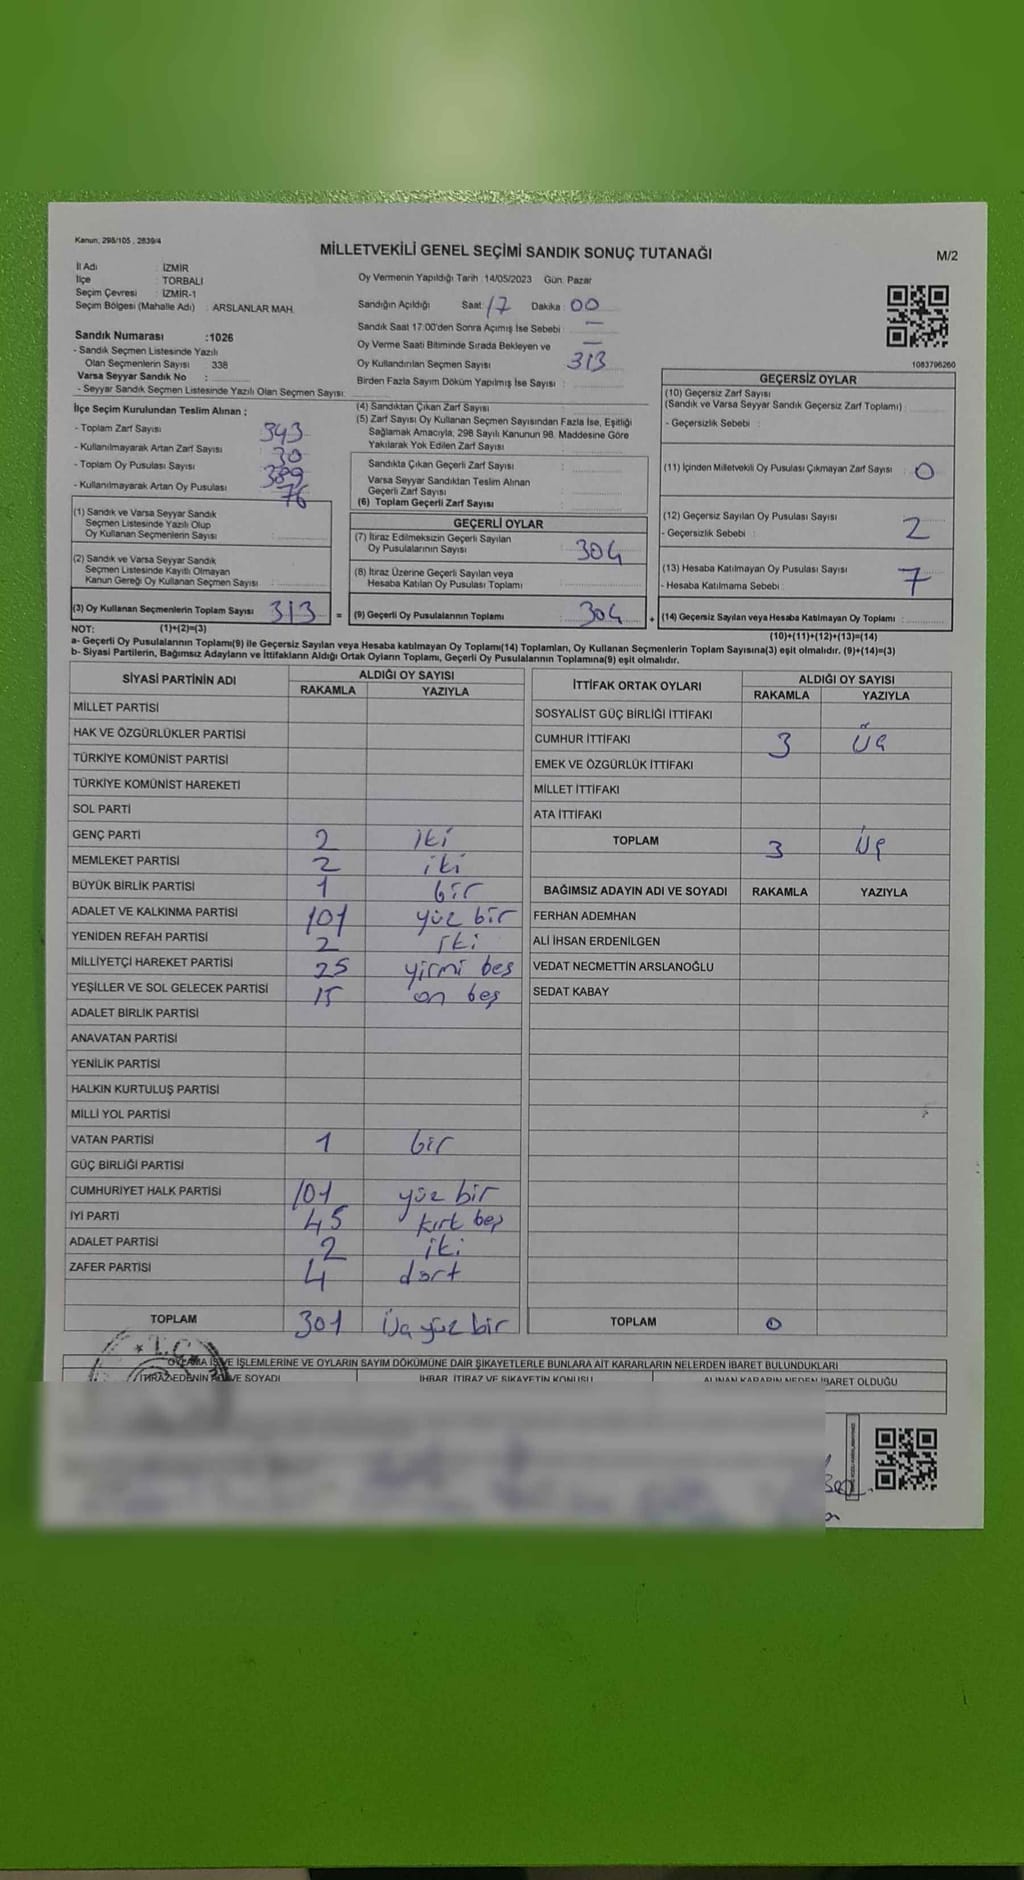 Kanun, 298/105 , 2839/4
MİLLETVEKİLİ GENEL SEÇİMİ SANDIK SONUÇ TUTANAĞI
M/2
İl Adı : İZMİR
İlçe : TORBALI
Seçim Çevresi : İZMİR-1
Seçim Bölgesi (Mahalle Adı) : ARSLANLAR MAH.
Sandık Numarası :1026
- Sandık Seçmen Listesinde Yazılı
Olan Seçmenlerin Sayısı : 338
Varsa Seyyar Sandık No :
- Seyyar Sandık Seçmen Listesinde Yazılı Olan Seçmen Sayısı:
Oy Vermenin Yapıldığı Tarih :14/05/2023 Gün: Pazar
Sandığın Açıldığı Saat: 17 Dakika : 00
Sandık Saat 17:00'den Sonra Açımış İse Sebebi : —
Oy Verme Saati Bitiminde Sırada Bekleyen ve —
Oy Kullandırılan Seçmen Sayısı 313
Birden Fazla Sayım Döküm Yapılmış İse Sayısı :
1083796260
İlçe Seçim Kurulundan Teslim Alınan ;
- Toplam Zarf Sayısı 343
- Kullanılmayarak Artan Zarf Sayısı 30
- Toplam Oy Pusulası Sayısı 389
- Kullanılmayarak Artan Oy Pusulası 76
(4) Sandıktan Çıkan Zarf Sayısı
(5) Zarf Sayısı Oy Kullanan Seçmen Sayısından Fazla İse, Eşitliği
Sağlamak Amacıyla, 298 Sayılı Kanunun 98. Maddesine Göre
Yakılarak Yok Edilen Zarf Sayısı
Sandıkta Çıkan Geçerli Zarf Sayısı
Varsa Seyyar Sandıktan Teslim Alınan
Geçerli Zarf Sayısı
(6) Toplam Geçerli Zarf Sayısı
GEÇERSİZ OYLAR
(10) Geçersiz Zarf Sayısı
(Sandık ve Varsa Seyyar Sandık Geçersiz Zarf Toplamı) :
- Geçersizlik Sebebi :
(11) İçinden Milletvekili Oy Pusulası Çıkmayan Zarf Sayısı : 0
(12) Geçersiz Sayılan Oy Pusulası Sayısı : 2
- Geçersizlik Sebebi :
(13) Hesaba Katılmayan Oy Pusulası Sayısı : 7
- Hesaba Katılmama Sebebi :
(1) Sandık ve Varsa Seyyar Sandık
Seçmen Listesinde Yazılı Olup
Oy Kullanan Seçmenlerin Sayısı :
(2) Sandık ve Varsa Seyyar Sandık
Seçmen Listesinde Kayıtlı Olmayan
Kanun Gereği Oy Kullanan Seçmen Sayısı :
GEÇERLİ OYLAR
(7) İtiraz Edilmeksizin Geçerli Sayılan
Oy Pusulalarının Sayısı : 304
(8) İtiraz Üzerine Geçerli Sayılan veya
Hesaba Katılan Oy Pusulası Toplamı :
(3) Oy Kullanan Seçmenlerin Toplam Sayısı : 313 = (9) Geçerli Oy Pusulalarının Toplamı : 304 + (14) Geçersiz Sayılan veya Hesaba Katılmayan Oy Toplamı :
NOT: (1)+(2)=(3) (10)+(11)+(12)+(13)=(14)
a- Geçerli Oy Pusulalarının Toplamı(9) ile Geçersiz Sayılan veya Hesaba katılmayan Oy Toplamı(14) Toplamları, Oy Kullanan Seçmenlerin Toplam Sayısına(3) eşit olmalıdır. (9)+(14)=(3)
b- Siyasi Partilerin, Bağımsız Adayların ve İttifakların Aldığı Ortak Oyların Toplamı, Geçerli Oy Pusulalarının Toplamına(9) eşit olmalıdır.
SİYASİ PARTİNİN ADI ALDIĞI OY SAYISI
RAKAMLA YAZIYLA
MİLLET PARTİSİ
HAK VE ÖZGÜRLÜKLER PARTİSİ
TÜRKİYE KOMÜNİST PARTİSİ
TÜRKİYE KOMÜNİST HAREKETİ
SOL PARTİ
GENÇ PARTİ 2 iki
MEMLEKET PARTİSİ 2 iki
BÜYÜK BİRLİK PARTİSİ 1 bir
ADALET VE KALKINMA PARTİSİ 101 yüz bir
YENİDEN REFAH PARTİSİ 2 iki
MİLLİYETÇİ HAREKET PARTİSİ 25 yirmi beş
YEŞİLLER VE SOL GELECEK PARTİSİ 15 on beş
ADALET BİRLİK PARTİSİ
ANAVATAN PARTİSİ
YENİLİK PARTİSİ
HALKIN KURTULUŞ PARTİSİ
MİLLİ YOL PARTİSİ
VATAN PARTİSİ 1 bir
GÜÇ BİRLİĞİ PARTİSİ
CUMHURİYET HALK PARTİSİ 101 yüz bir
İYİ PARTİ 45 kırk beş
ADALET PARTİSİ 2 iki
ZAFER PARTİSİ 4 dört
TOPLAM 301 Üç yüz bir
İTTİFAK ORTAK OYLARI ALDIĞI OY SAYISI
RAKAMLA YAZIYLA
SOSYALİST GÜÇ BİRLİĞİ İTTİFAKI
CUMHUR İTTİFAKI 3 Üç
EMEK VE ÖZGÜRLÜK İTTİFAKI
MİLLET İTTİFAKI
ATA İTTİFAKI
TOPLAM 3 Üç
BAĞIMSIZ ADAYIN ADI VE SOYADI RAKAMLA YAZIYLA
FERHAN ADEMHAN
ALİ İHSAN ERDENİLGEN
VEDAT NECMETTİN ARSLANOĞLU
SEDAT KABAY
TOPLAM 0
T.C.
OYLAMA İŞ VE İŞLEMLERİNE VE OYLARIN SAYIM DÖKÜMÜNE DAİR ŞİKAYETLERLE BUNLARA AİT KARARLARIN NELERDEN İBARET BULUNDUKLARI
İTİRAZ EDENİN ADI VE SOYADI İHBAR, İTİRAZ VE ŞİKAYETİN KONUSU ALINAN KARARIN NEDEN İBARET OLDUĞU